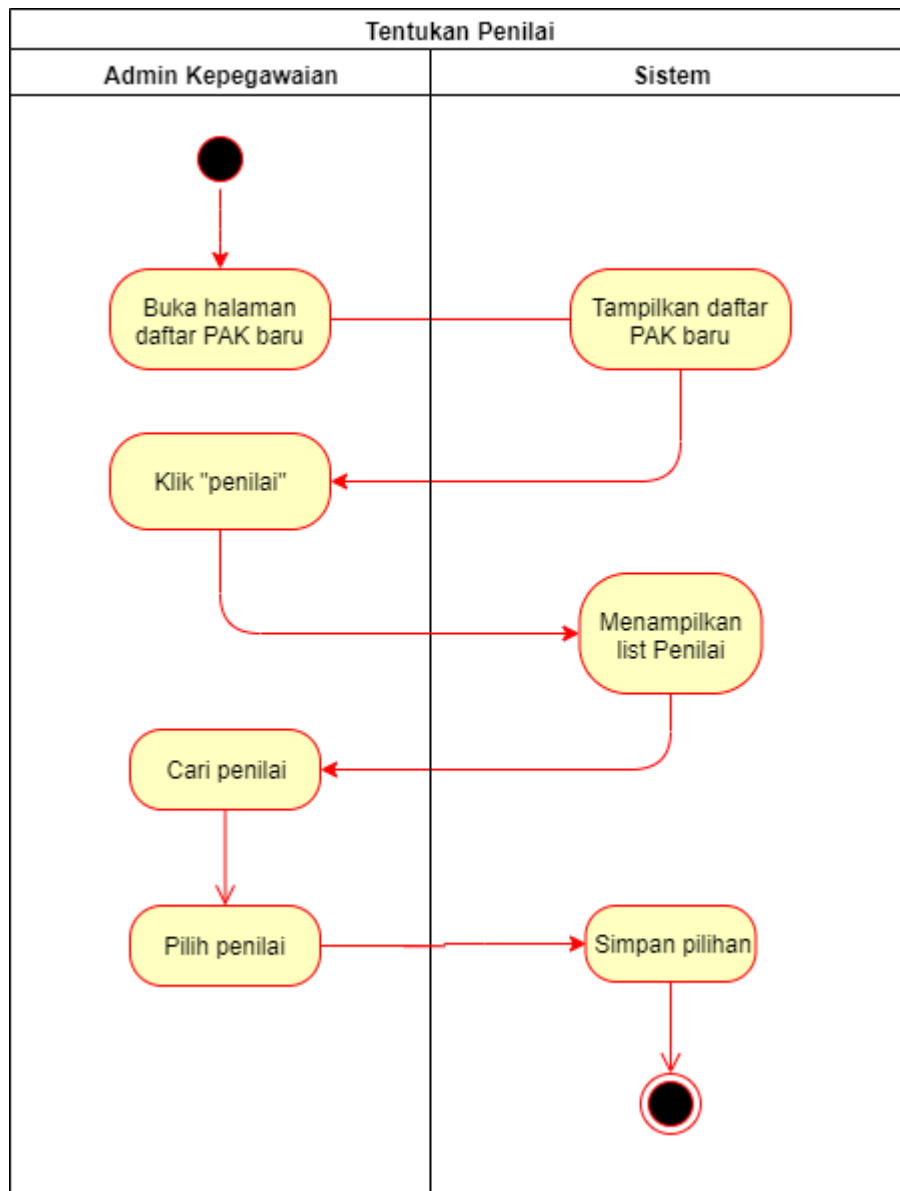 Tentukan Penilai
Admin Kepegawaian
Sistem
Buka halaman
daftar PAK baru
Tampilkan daftar
PAK baru
Klik "penilai"
Menampilkan
list Penilai
Cari penilai
Pilih penilai
Simpan pilihan